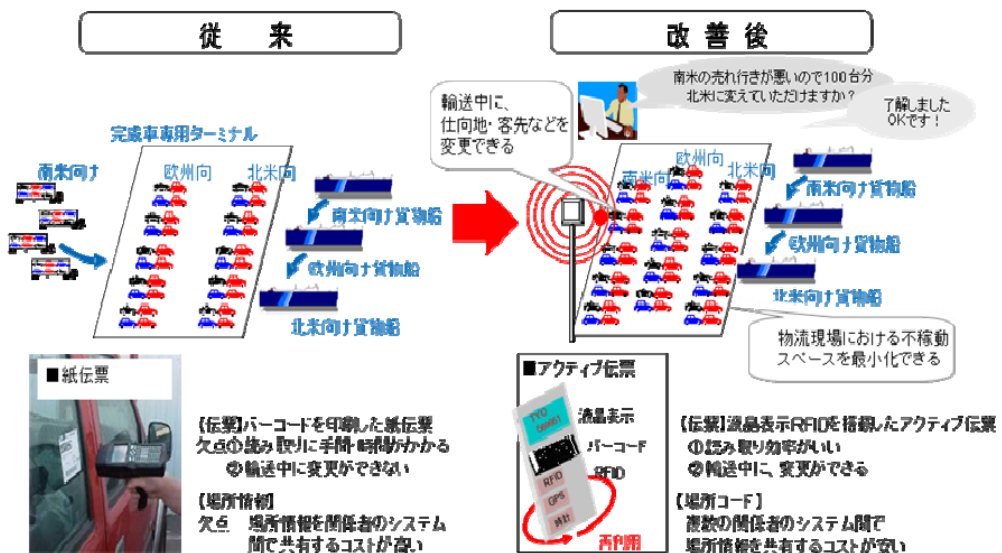 従 来
改 善 後
南米の売れ行きが悪いので100台分
北米に変えていただけますか?
了解しました
OKです!
輸送中に、
仕向地・客先などを
変更できる
完成車専用ターミナル
南米向け
欧州向
北米向
南米向け貨物船
欧州向け貨物船
北米向け貨物船
南米向
欧州向
北米向
南米向け貨物船
欧州向け貨物船
北米向け貨物船
物流現場における不稼動
スペースを最小化できる
■紙伝票
【伝票】バーコードを印刷した紙伝票
欠点①読み取りに手間・時間がかかる
②輸送中に変更ができない
【場所情報】
欠点 場所情報を関係者のシステム
間で共有するコストが高い
■アクティブ伝票
TYO
液晶表示
バーコード
RFID
RFID
GPS
時計
再利用
【伝票】液晶表示RFIDを搭載したアクティブ伝票
①読み取り効率がいい
②輸送中に、変更ができる
【場所コード】
複数の関係者のシステム間で
場所情報を共有するコストが安い